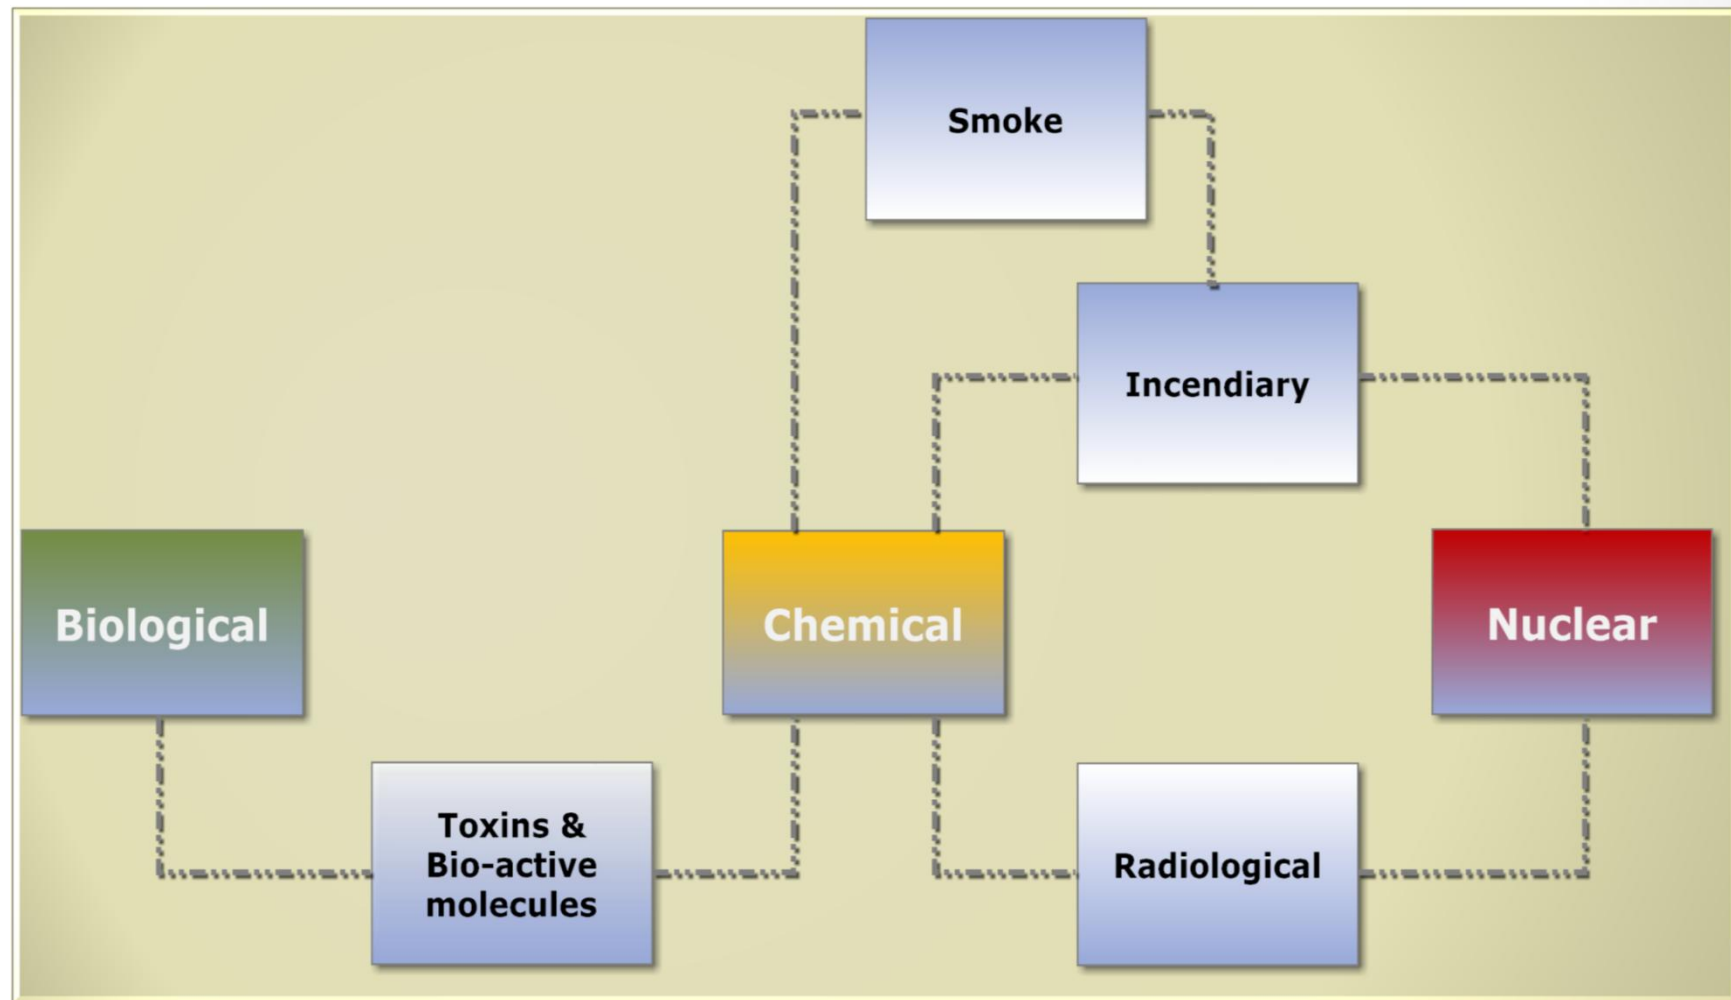 Smoke
Incendiary
Biological
Chemical
Nuclear
Toxins &
Bio-active
molecules
Radiological